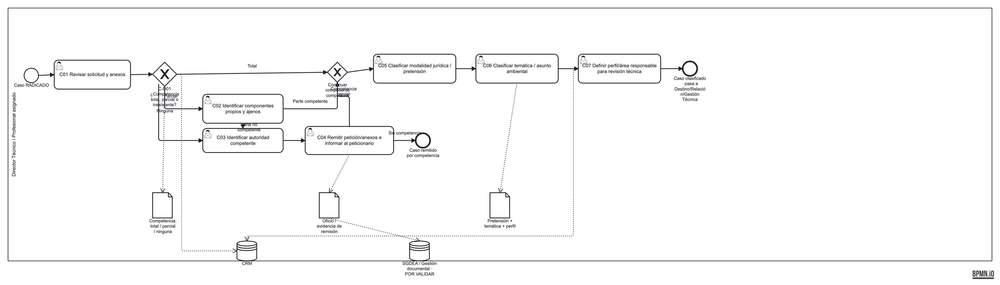 Director Técnico / Profesional asignado
Caso RADICADO
C01 Revisar solicitud y anexos
C-D01
¿Competencia
total, parcial o
inexistente?
Total
Parcial
Ninguna
C02 Identificar componentes
propios y ajenos
Parte competente
Parte no
competente
C03 Identificar autoridad
competente
C04 Remitir petición/anexos e
informar al peticionario
Sin competencia
Caso remitido
por competencia
Continuar
componente
competente
Competencia
parcial
C05 Clasificar modalidad jurídica /
pretensión
C06 Clasificar temática / asunto
ambiental
C07 Definir perfil/área responsable
para revisión técnica
Caso clasificado
· pasa a
Destino/Relació
n/Gestión
Técnica
Competencia:
total / parcial
/ ninguna
Oficio /
evidencia de
remisión
Pretensión +
temática + perfil
CRM
SGDEA / Gestión
documental ·
POR VALIDAR
BPMN.iO